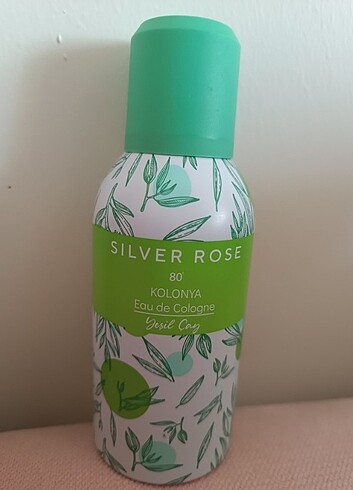 SILVER ROSE
80°
KOLONYA
Eau de Cologne
Yeşil Çay